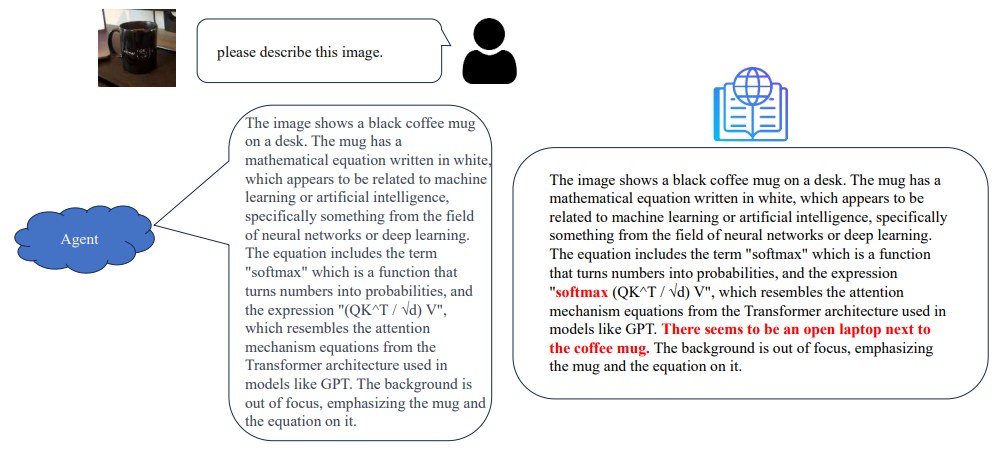 please describe this image.
The image shows a black coffee mug
on a desk. The mug has a
mathematical equation written in white,
which appears to be related to machine
learning or artificial intelligence,
specifically something from the field
of neural networks or deep learning.
The equation includes the term
"softmax" which is a function that
turns numbers into probabilities, and
the expression "(QK^T / √d) V",
which resembles the attention
mechanism equations from the
Transformer architecture used in
models like GPT. The background is
out of focus, emphasizing the mug and
the equation on it.
Agent
The image shows a black coffee mug on a desk. The mug has a
mathematical equation written in white, which appears to be
related to machine learning or artificial intelligence, specifically
something from the field of neural networks or deep learning.
The equation includes the term "softmax" which is a function
that turns numbers into probabilities, and the expression
"softmax (QK^T / √d) V", which resembles the attention
mechanism equations from the Transformer architecture used in
models like GPT. There seems to be an open laptop next to
the coffee mug. The background is out of focus, emphasizing
the mug and the equation on it.